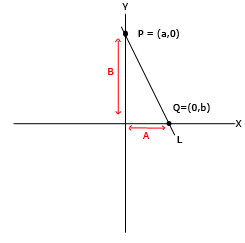 Y
P = (a,0)
B
Q=(0,b)
X
A
L